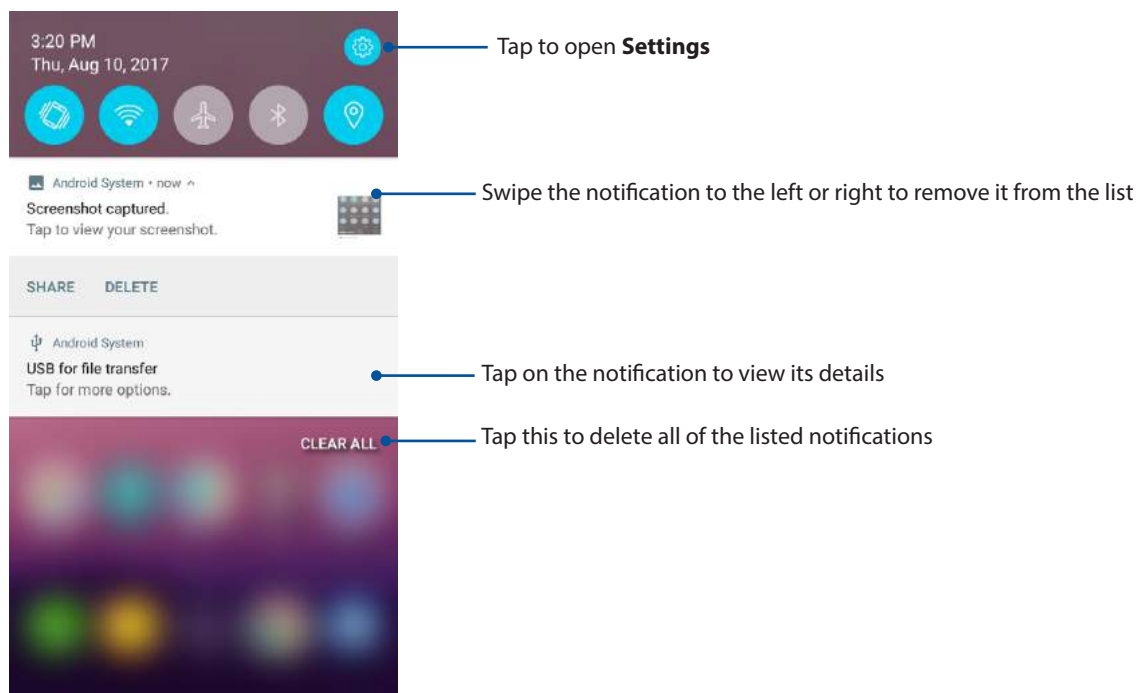 3:20 PM
Thu, Aug 10, 2017
Tap to open Settings
Android System • now ^
Screenshot captured.
Tap to view your screenshot.
Swipe the notification to the left or right to remove it from the list
SHARE DELETE
Android System
USB for file transfer
Tap for more options.
Tap on the notification to view its details
CLEAR ALL
Tap this to delete all of the listed notifications